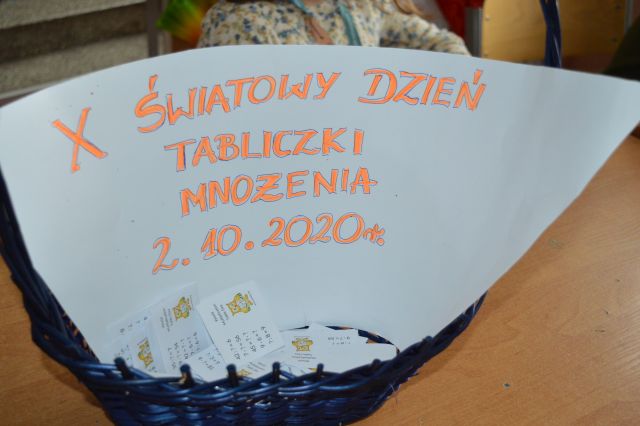 X ŚWIATOWY DZIEŃ
TABLICZKI
MNOŻENIA
2.10.2020r.